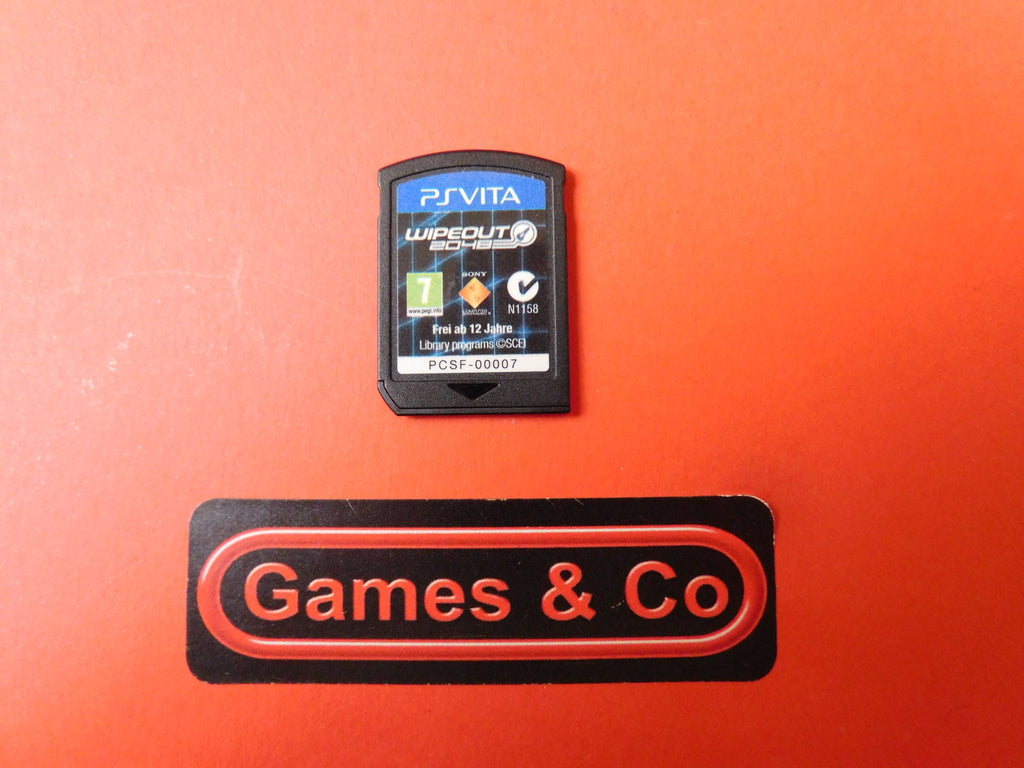 PSVITA
WIPEOUT
2048
7
www.pegi.info
SONY
COMPUTER
N1158
Frei ab 12 Jahre
Library programs ©SCEI
PCSF-00007
Games & Co